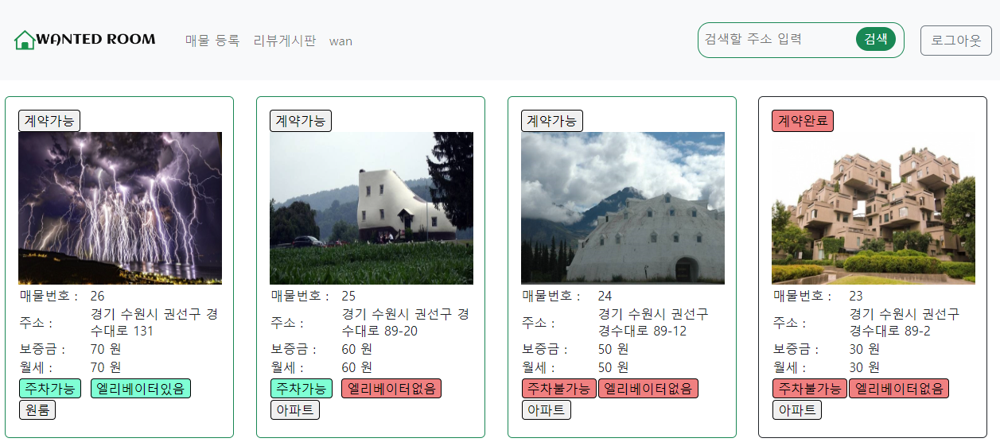 WANTED ROOM 매물 등록 리뷰게시판 wan 검색할 주소 입력 검색 로그아웃
계약가능
매물번호 : 26
주소 : 경기 수원시 권선구 경
수대로 131
보증금 : 70 원
월세 : 70 원
주차가능 엘리베이터있음
원룸
계약가능
매물번호 : 25
주소 : 경기 수원시 권선구 경
수대로 89-20
보증금 : 60 원
월세 : 60 원
주차가능 엘리베이터없음
아파트
계약가능
매물번호 : 24
주소 : 경기 수원시 권선구
경수대로 89-12
보증금 : 50 원
월세 : 50 원
주차불가능 엘리베이터없음
아파트
계약완료
매물번호 : 23
주소 : 경기 수원시 권선구
경수대로 89-2
보증금 : 30 원
월세 : 30 원
주차불가능 엘리베이터없음
아파트